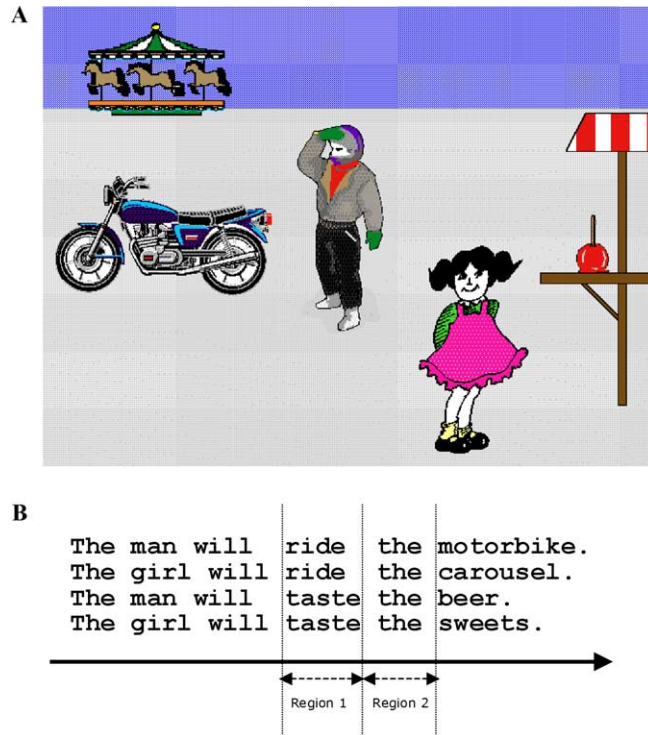 A
B
The man will ride the motorbike.
The girl will ride the carousel.
The man will taste the beer.
The girl will taste the sweets.
Region 1 Region 2